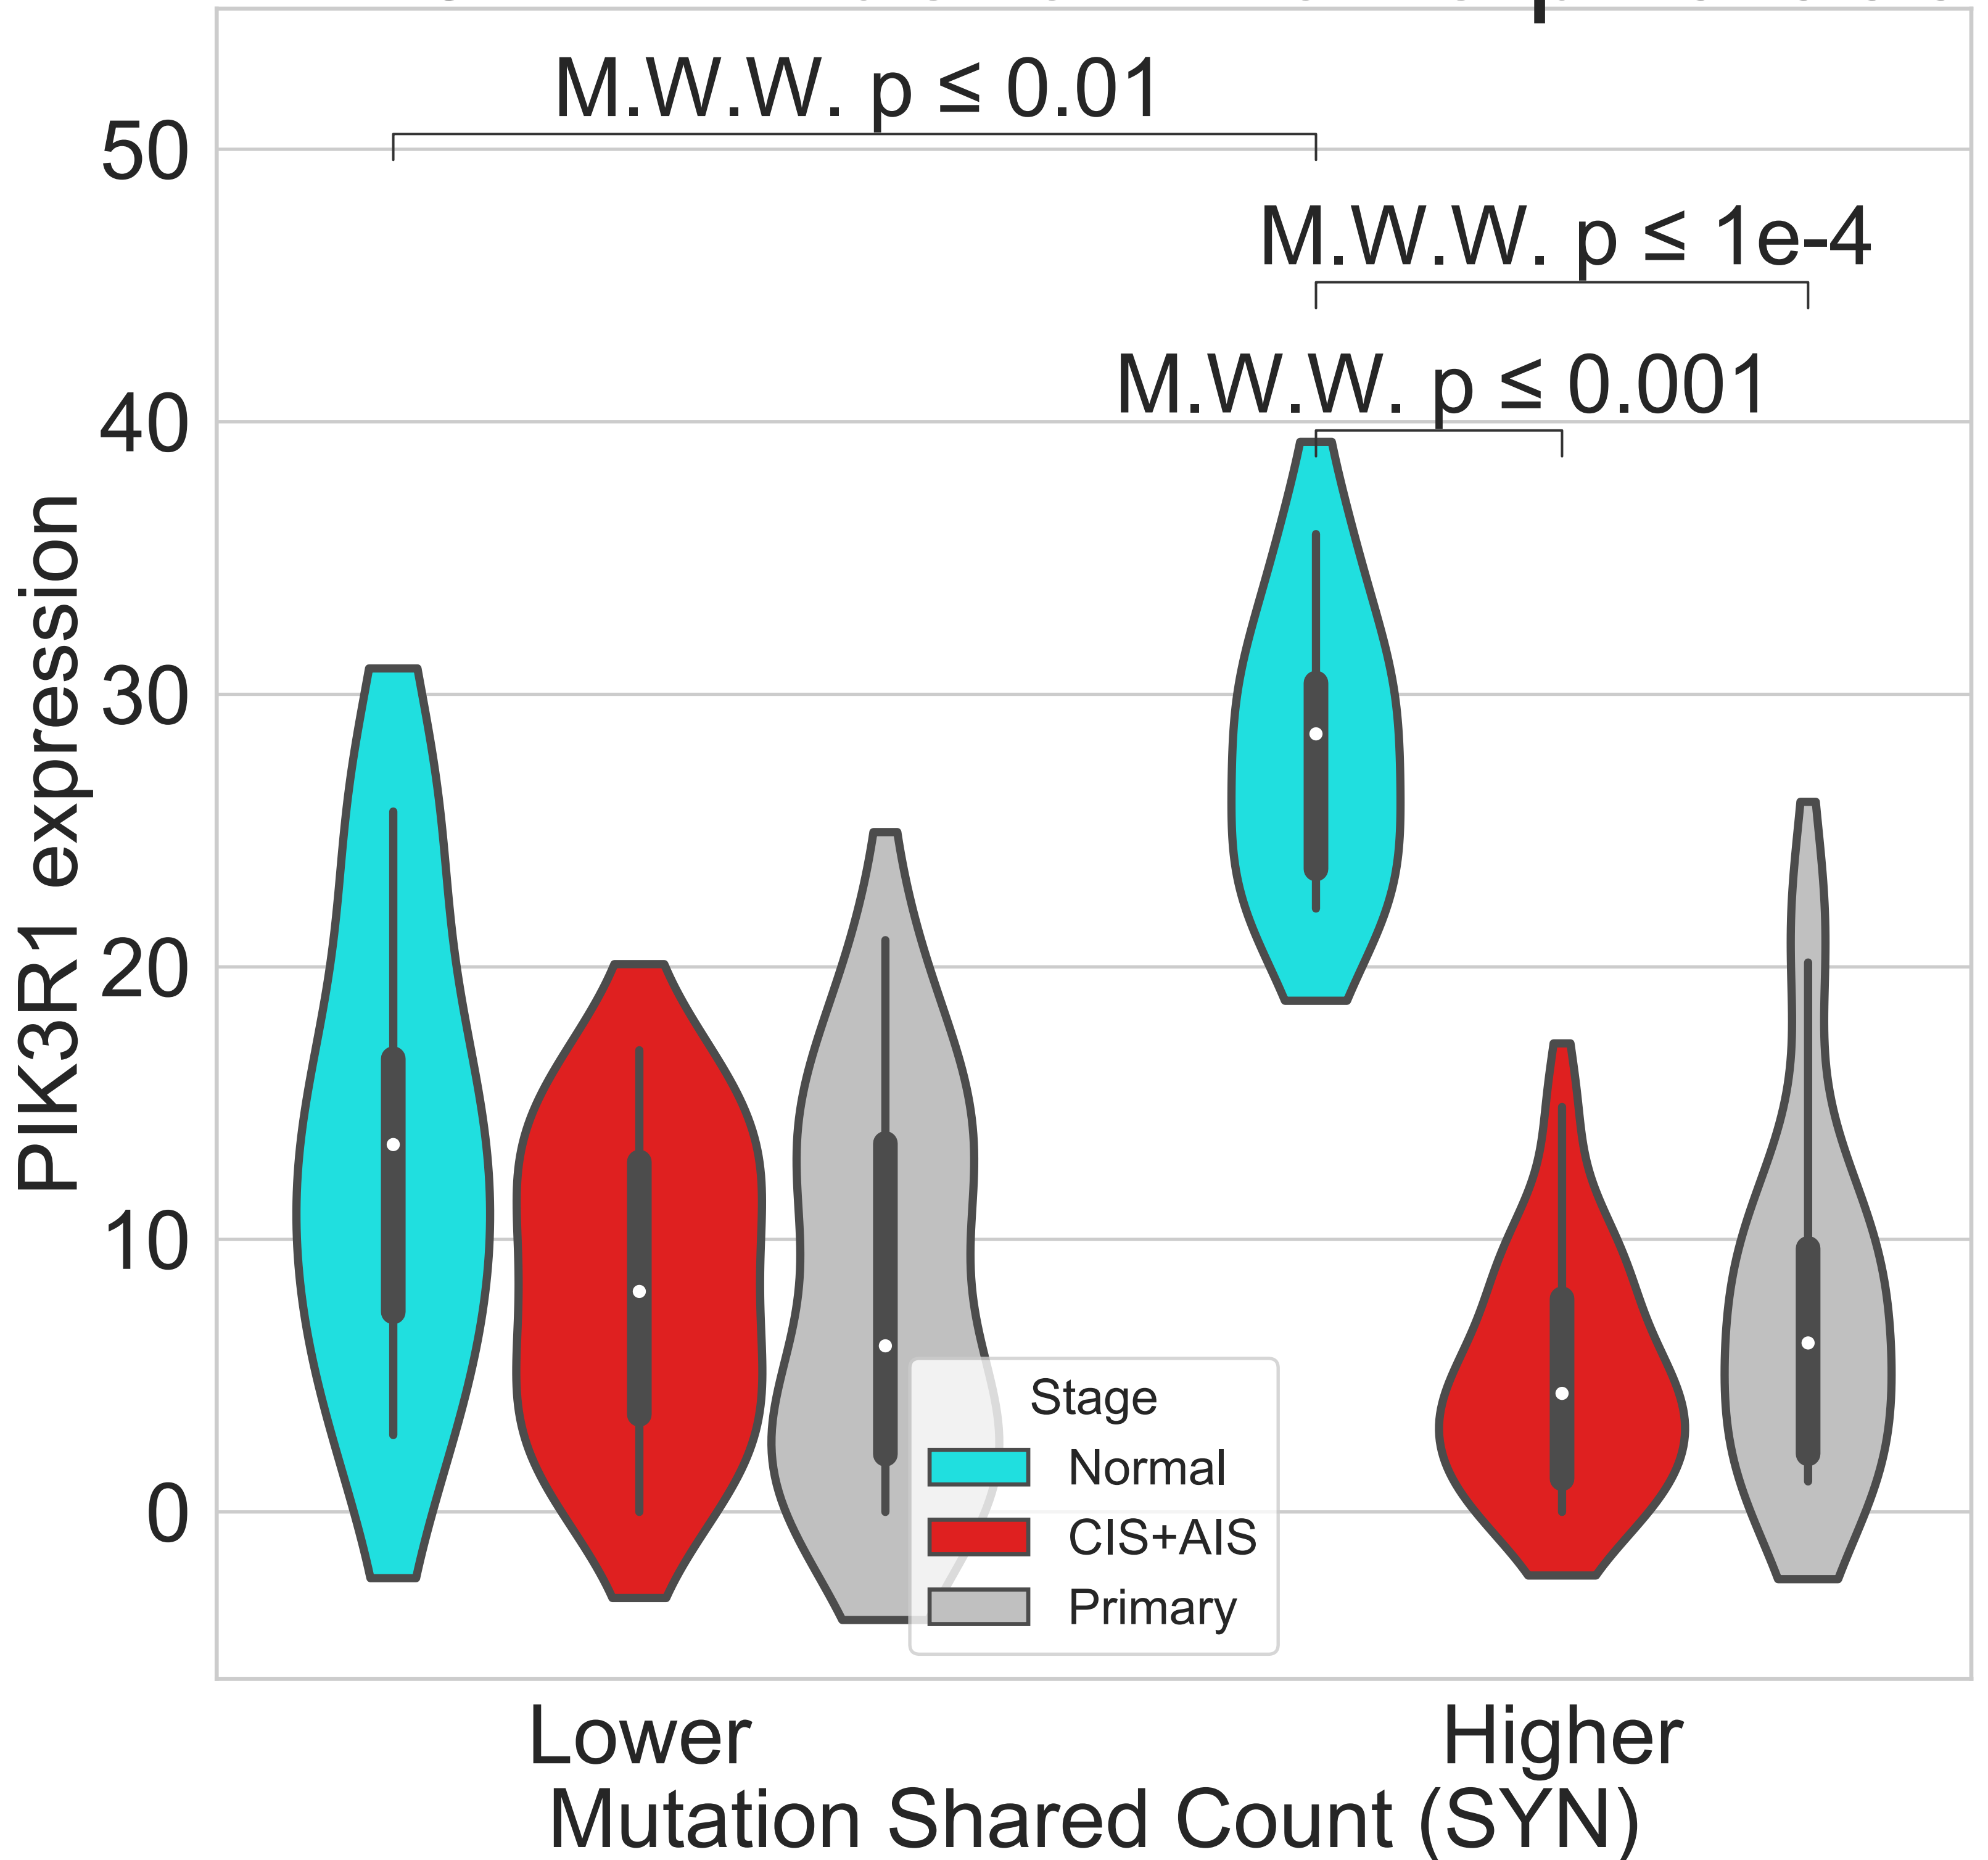 M.W.W. p ≤ 0.01
M.W.W. p ≤ 1e-4
M.W.W. p ≤ 0.001
50
40
30
20
10
0
PIK3R1 expression
Stage
Normal
CIS+AIS
Primary
Lower
Higher
Mutation Shared Count (SYN)